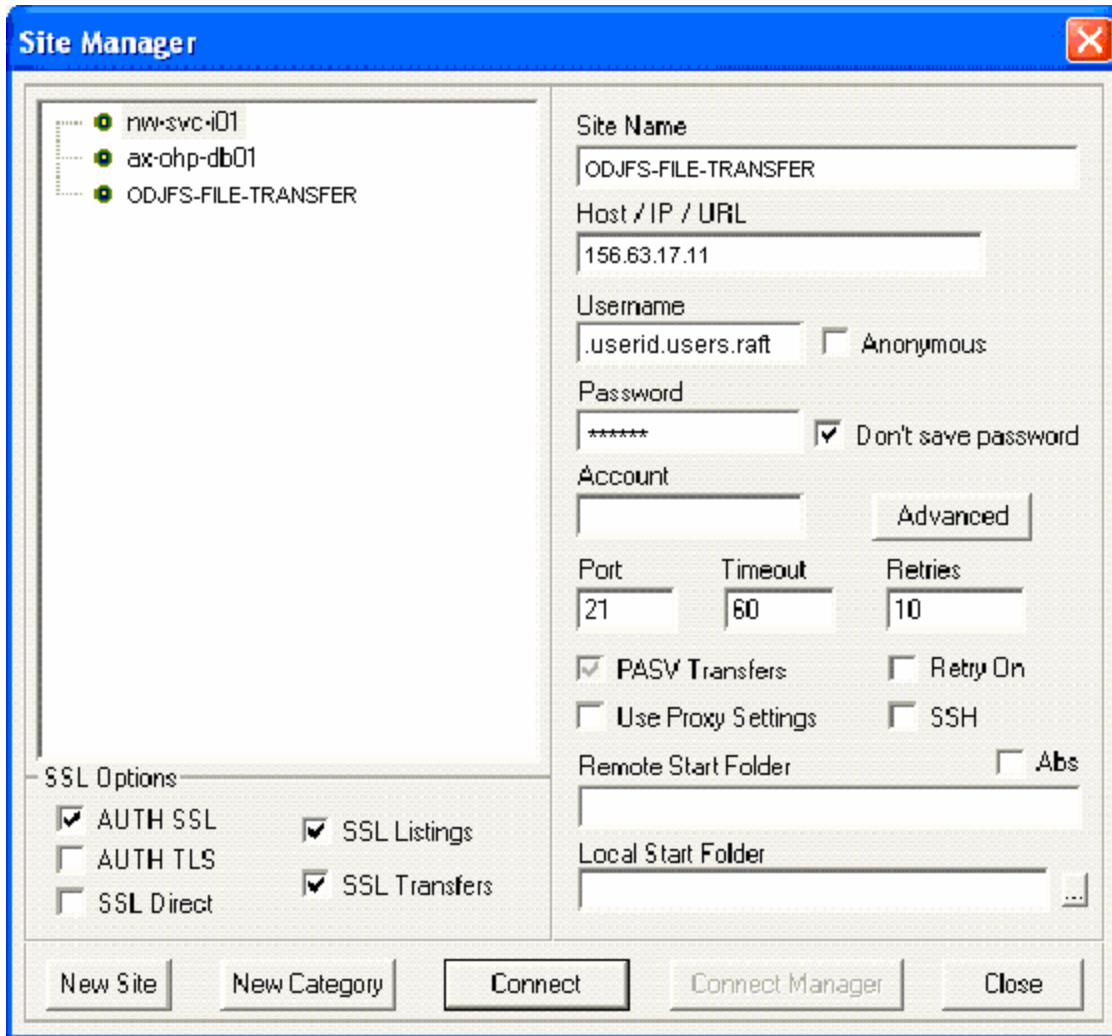 Site Manager
nw-svc-i01
ax-ohp-db01
ODJFS-FILE-TRANSFER
SSL Options
AUTH SSL
SSL Listings
AUTH TLS
SSL Transfers
SSL Direct
Site Name
ODJFS-FILE-TRANSFER
Host / IP / URL
156.63.17.11
Username
.userid.users.raft
Anonymous
Password
******
Don't save password
Account
Advanced
Port Timeout Retries
21 60 10
PASV Transfers
Retry On
Use Proxy Settings
SSH
Remote Start Folder
Abs
Local Start Folder
...
New Site
New Category
Connect
Connect Manager
Close